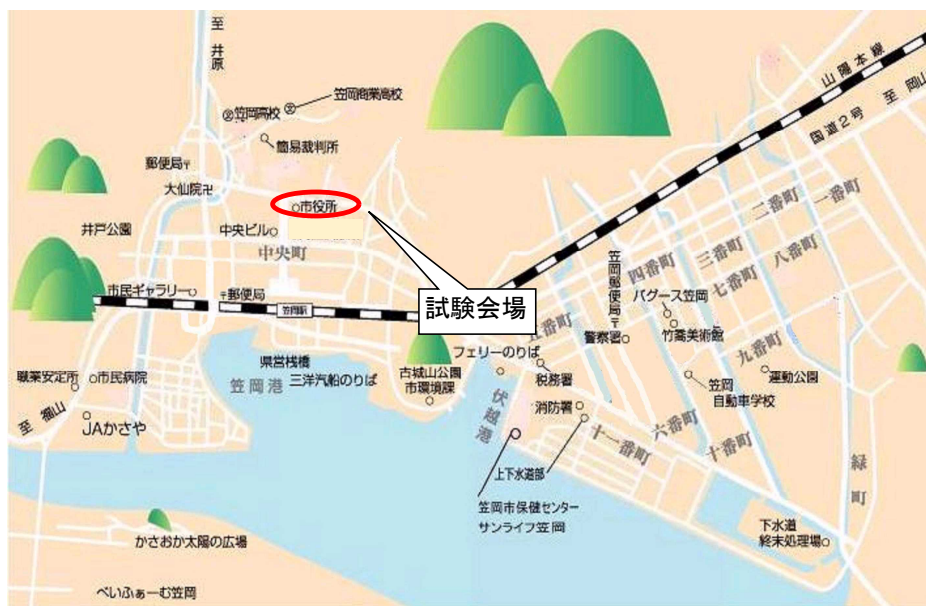 至 井原
笠岡商業高校
笠岡高校
簡易裁判所
郵便局〒
大仙院卍
市役所
井戸公園
中央ビル
中央町
市民ギャラリー
〒郵便局
笠岡駅
試験会場
山陽本線
至 岡山
国道2号
一番町
二番町
三番町
四番町
八番町
七番町
五番町
笠岡郵便局〒
警察署
バグース笠岡
竹喬美術館
九番町
運動公園
笠岡
自動車学校
フェリーのりば
税務署
県営桟橋
三洋汽船のりば
笠岡港
古城山公園
市環境課
職業安定所
市民病院
至 福山
JAかさや
伏越港
消防署
十一番町
六番町
十番町
緑町
上下水道部
笠岡市保健センター
サンライフ笠岡
下水道
終末処理場
かさおか太陽の広場
べいふぁーむ笠岡